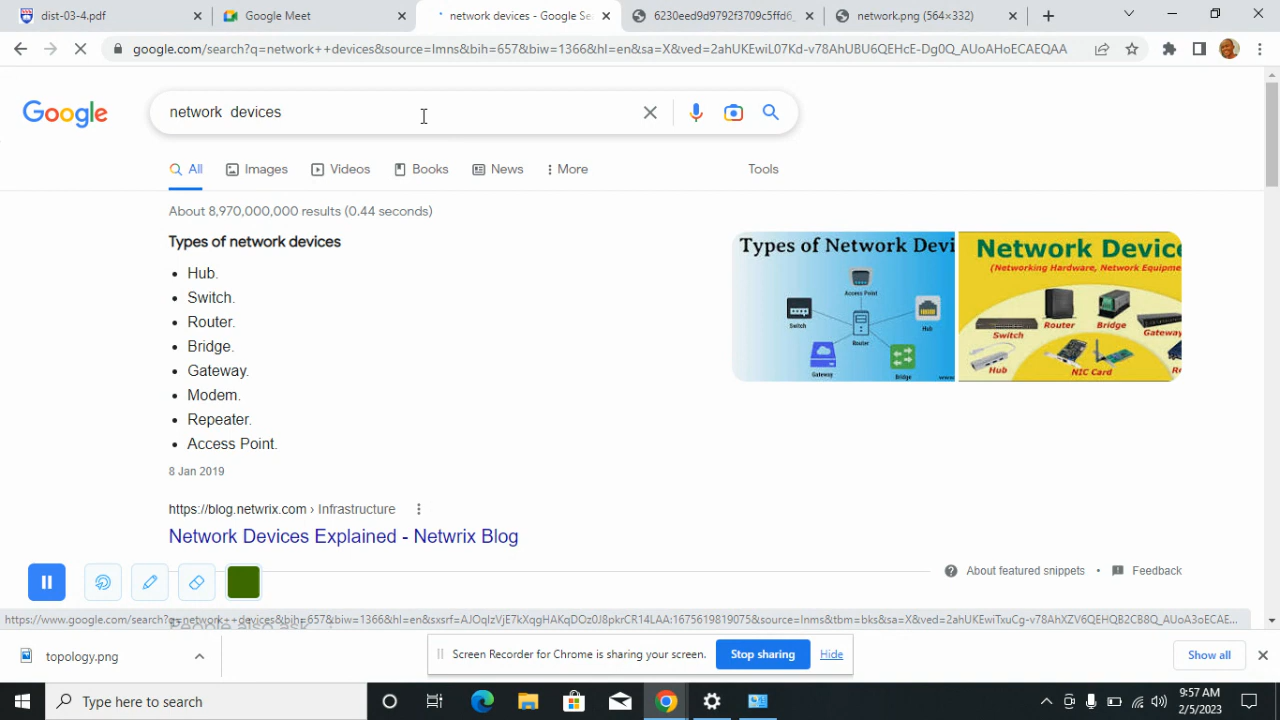 dist-03-4.pdf
Google Meet
network devices - Google Se
6230eed9d9792f3709c5ffd6_
network.png (564×332)
google.com/search?q=network++devices&source=lmns&bih=657&biw=1366&hl=en&sa=X&ved=2ahUKEwiL07Kd-v78AhUBU6QEHcE-Dg0Q_AUoAHoECAEQAA
Google
network  devices
All
Images
Videos
Books
News
More
Tools
About 8,970,000,000 results (0.44 seconds)
Types of network devices
• Hub.
• Switch.
• Router.
• Bridge.
• Gateway.
• Modem.
• Repeater.
• Access Point.
8 Jan 2019
Types of Network Devi
Access Point
Switch
Hub
Router
Gateway
Bridge
Network Device
(Networking Hardware, Network Equipme
Switch
Router
Bridge
Gateway
Hub
NIC Card
https://blog.netwrix.com › Infrastructure
Network Devices Explained - Netwrix Blog
About featured snippets
•
Feedback
topology.png
Screen Recorder for Chrome is sharing your screen.
Stop sharing
Hide
Show all
Type here to search
9:57 AM
2/5/2023